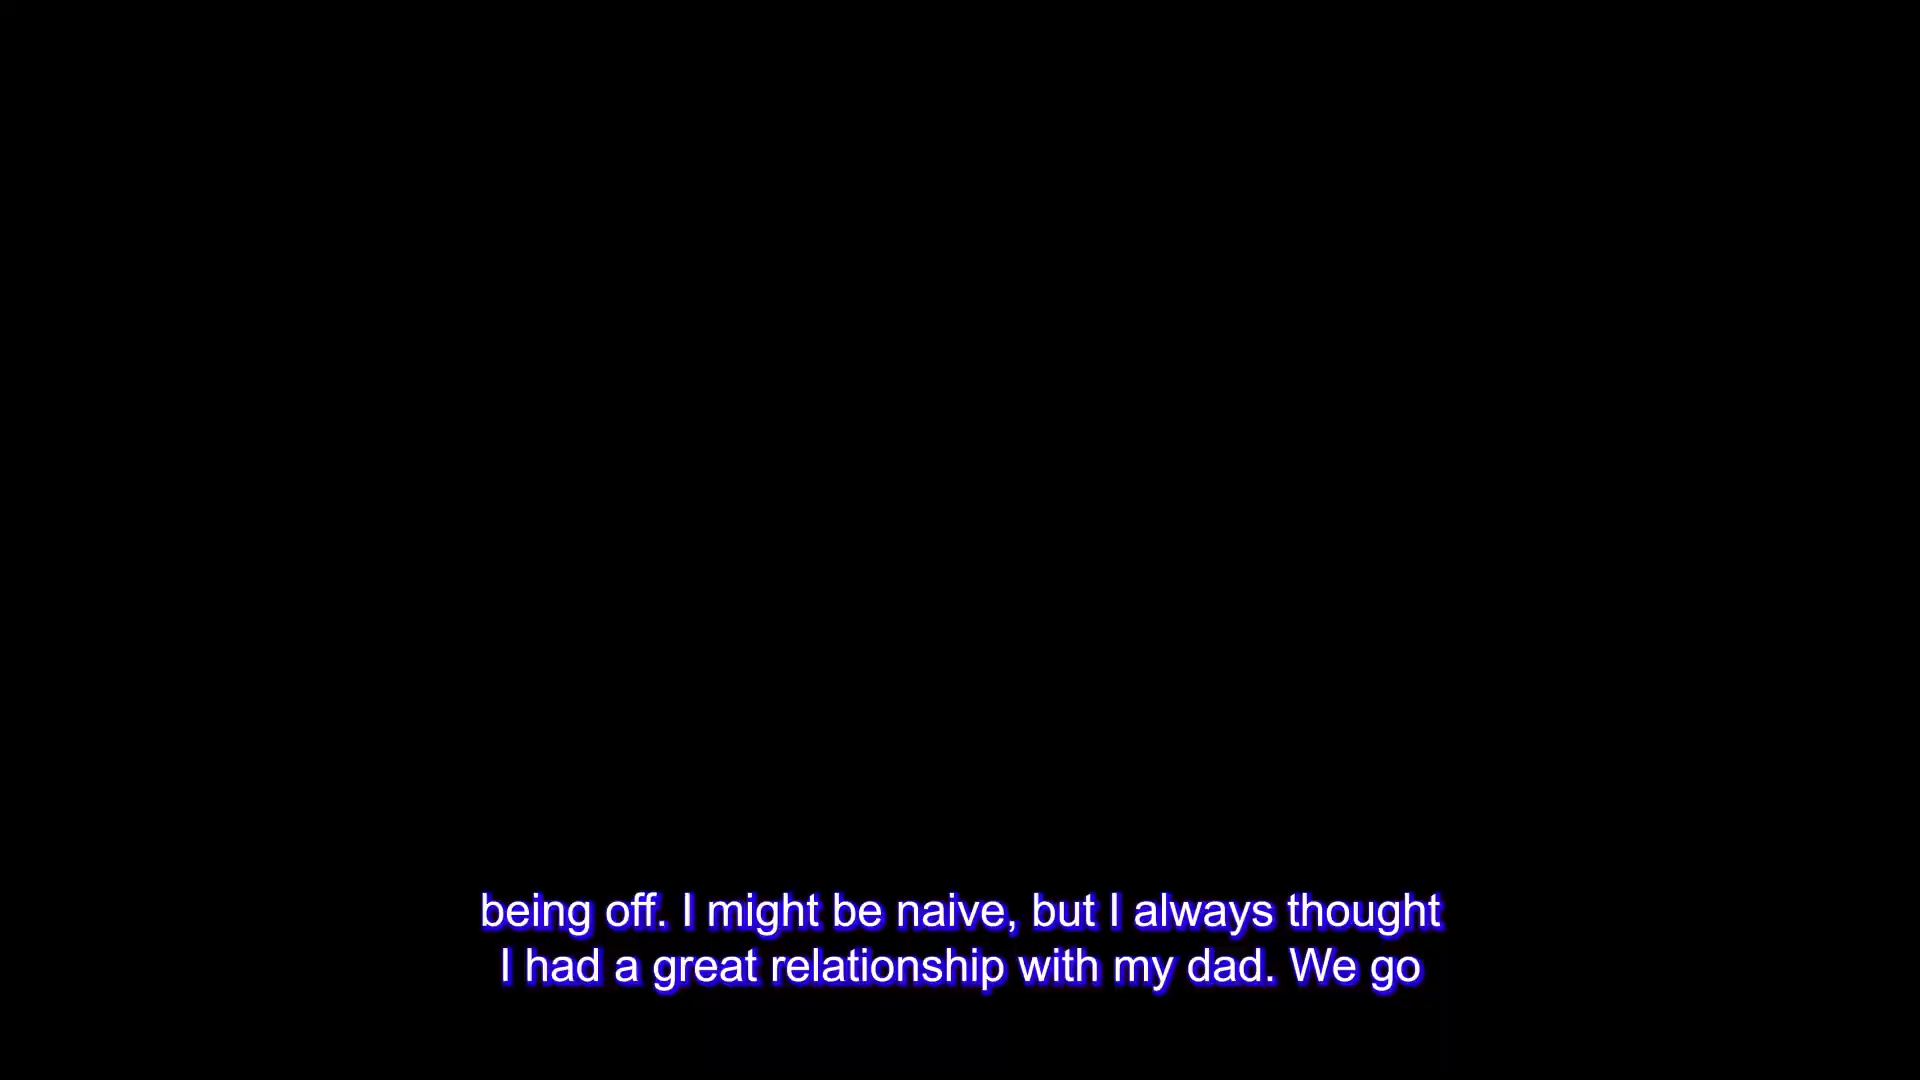 being off. I might be naive, but I always thought
I had a great relationship with my dad. We go